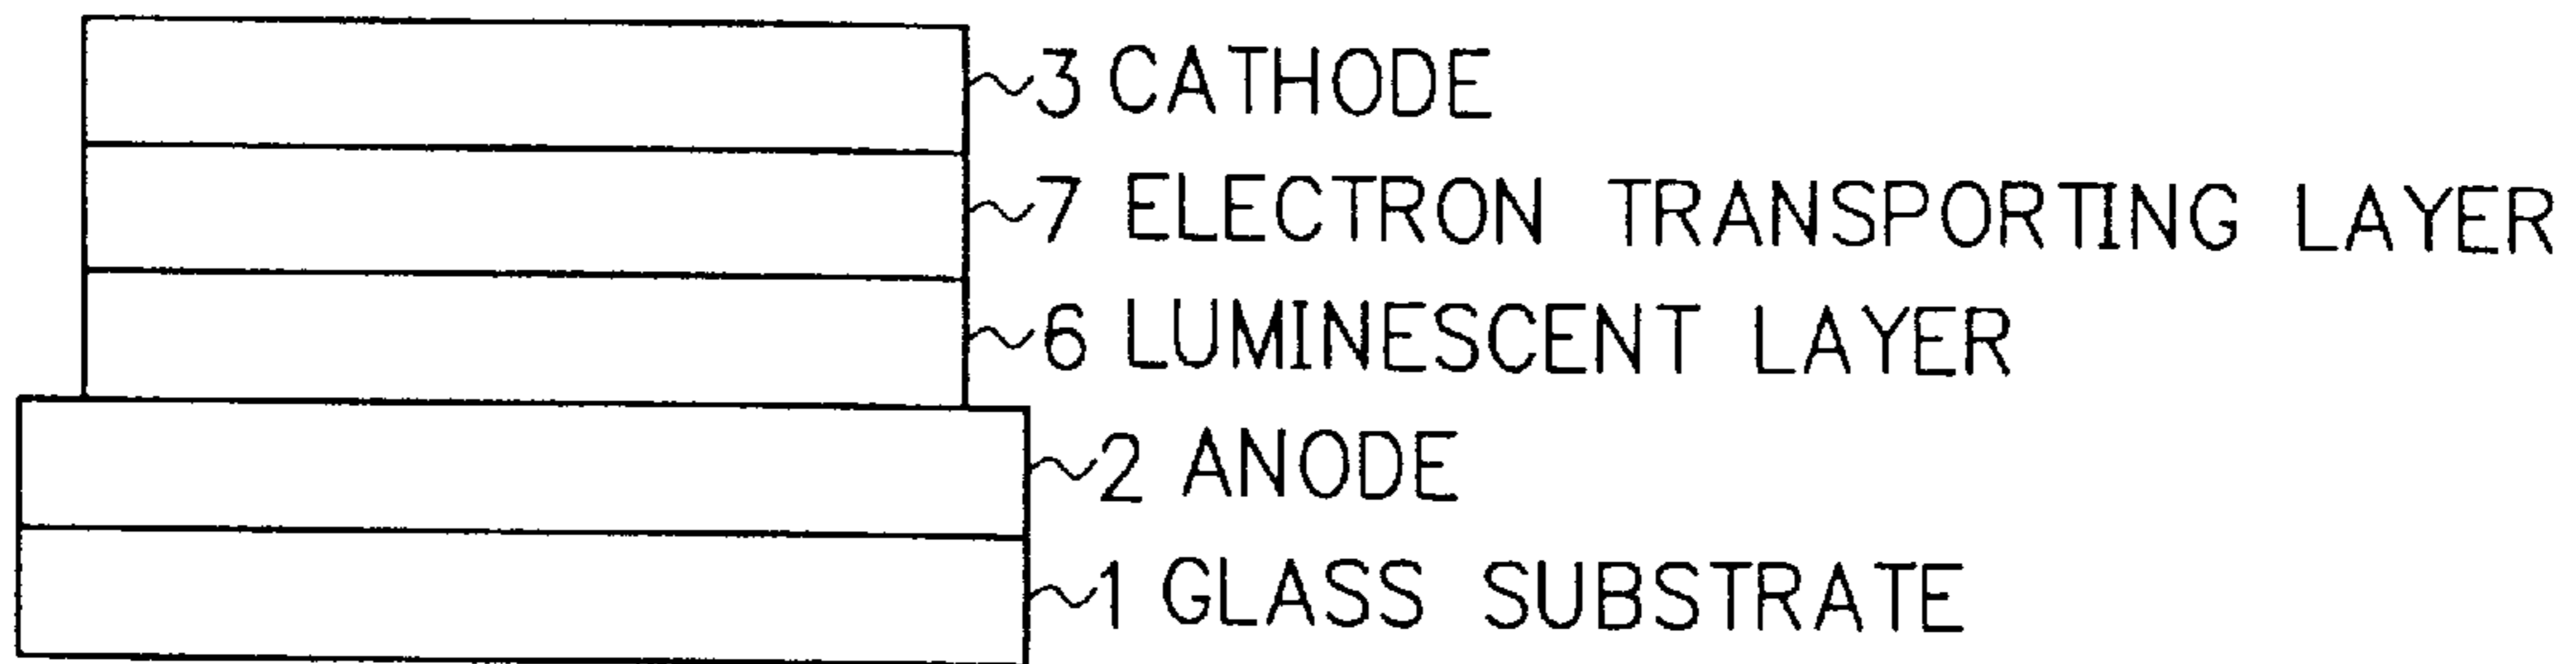 3 CATHODE
7 ELECTRON TRANSPORTING LAYER
6 LUMINESCENT LAYER
2 ANODE
1 GLASS SUBSTRATE